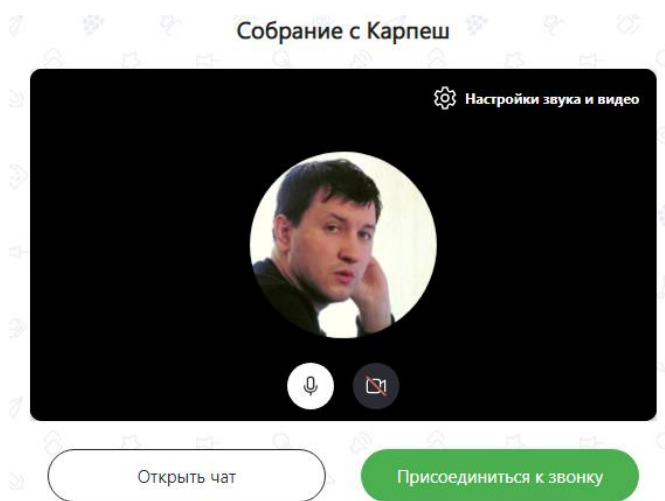 Собрание с Карпеш
Настройки звука и видео
Открыть чат
Присоединиться к звонку